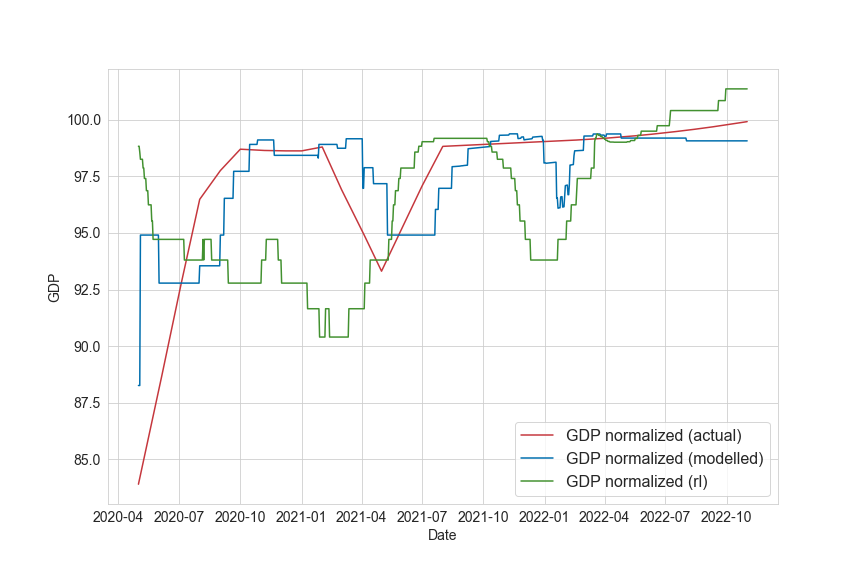 100.0
97.5
95.0
92.5
90.0
87.5
85.0
GDP
GDP normalized (actual)
GDP normalized (modelled)
GDP normalized (rl)
2020-04 2020-07 2020-10 2021-01 2021-04 2021-07 2021-10 2022-01 2022-04 2022-07 2022-10
Date